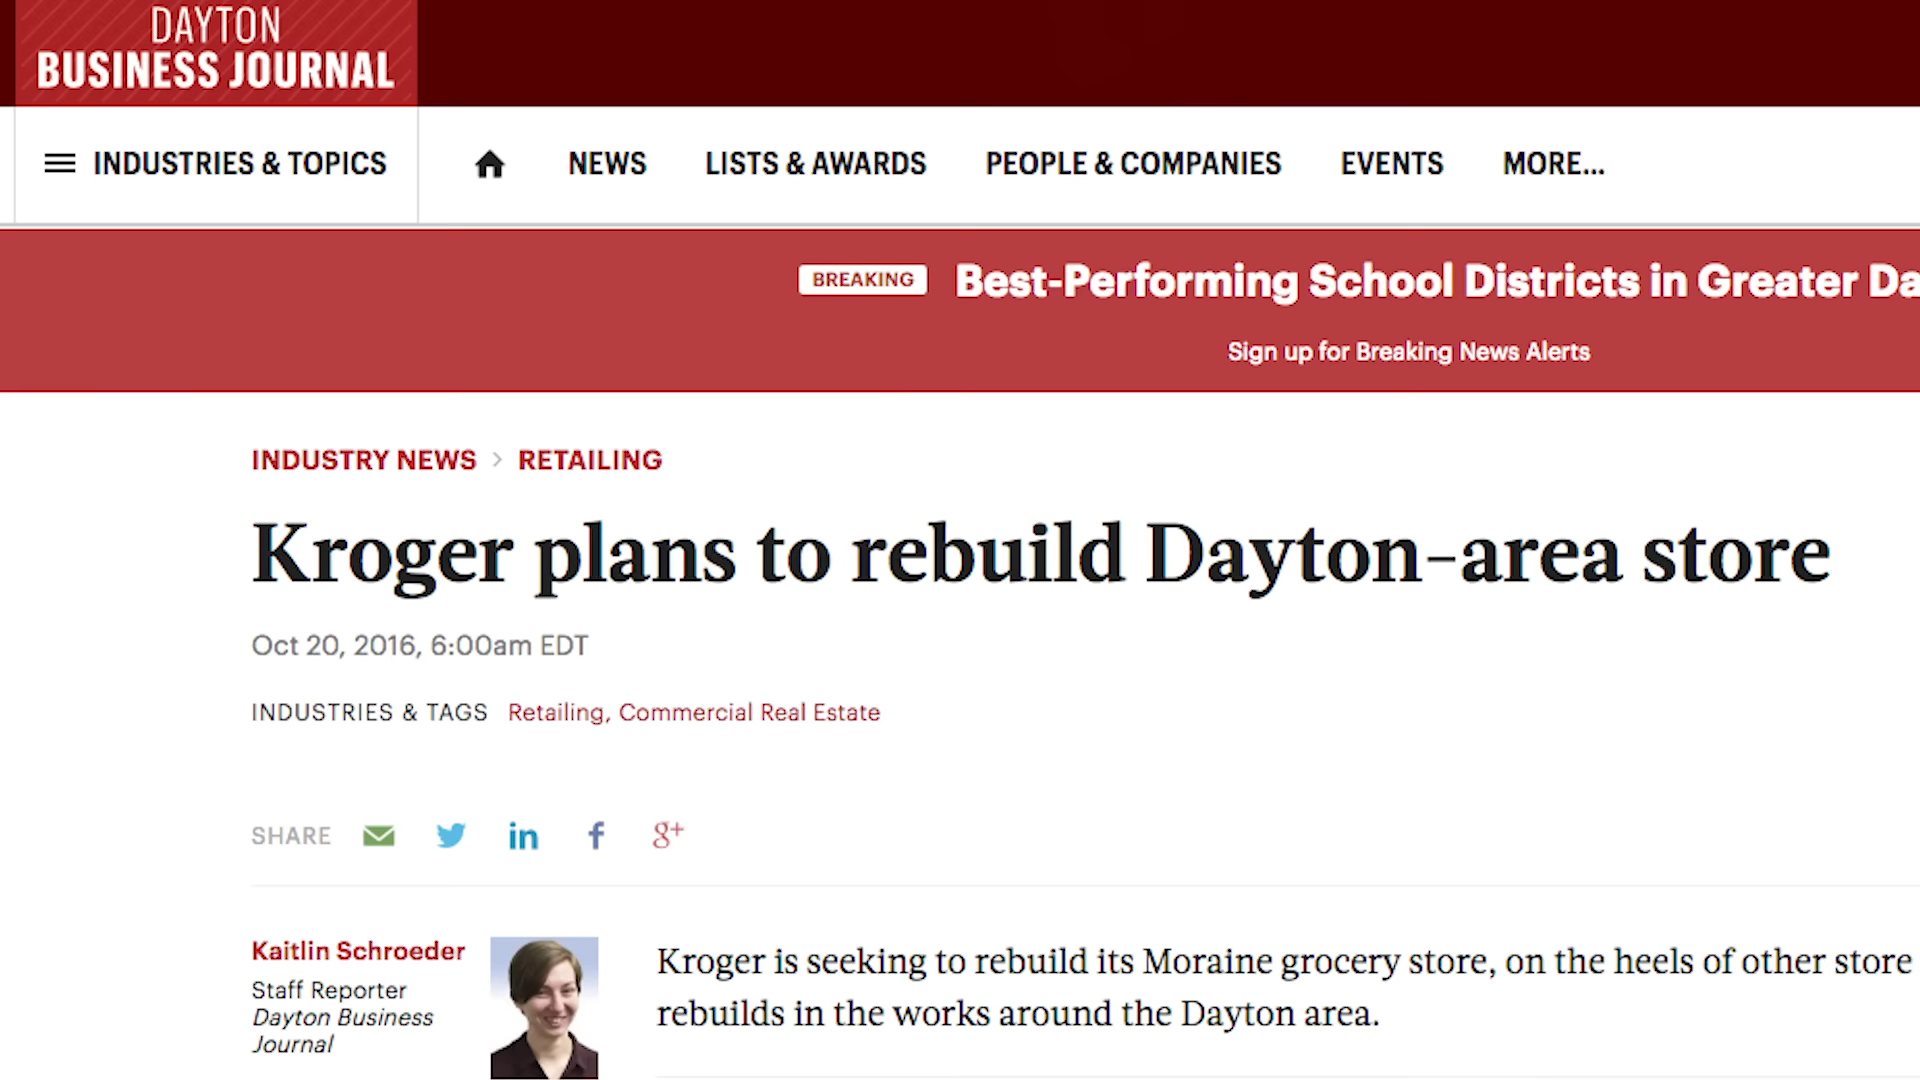 DAYTON
BUSINESS JOURNAL
INDUSTRIES & TOPICS
NEWS
LISTS & AWARDS
PEOPLE & COMPANIES
EVENTS
MORE...
BREAKING
Best-Performing School Districts in Greater Da
Sign up for Breaking News Alerts
INDUSTRY NEWS > RETAILING
Kroger plans to rebuild Dayton-area store
Oct 20, 2016, 6:00am EDT
INDUSTRIES & TAGS Retailing, Commercial Real Estate
SHARE in f g+
Kaitlin Schroeder
Staff Reporter
Dayton Business
Journal
Kroger is seeking to rebuild its Moraine grocery store, on the heels of other store
rebuilds in the works around the Dayton area.